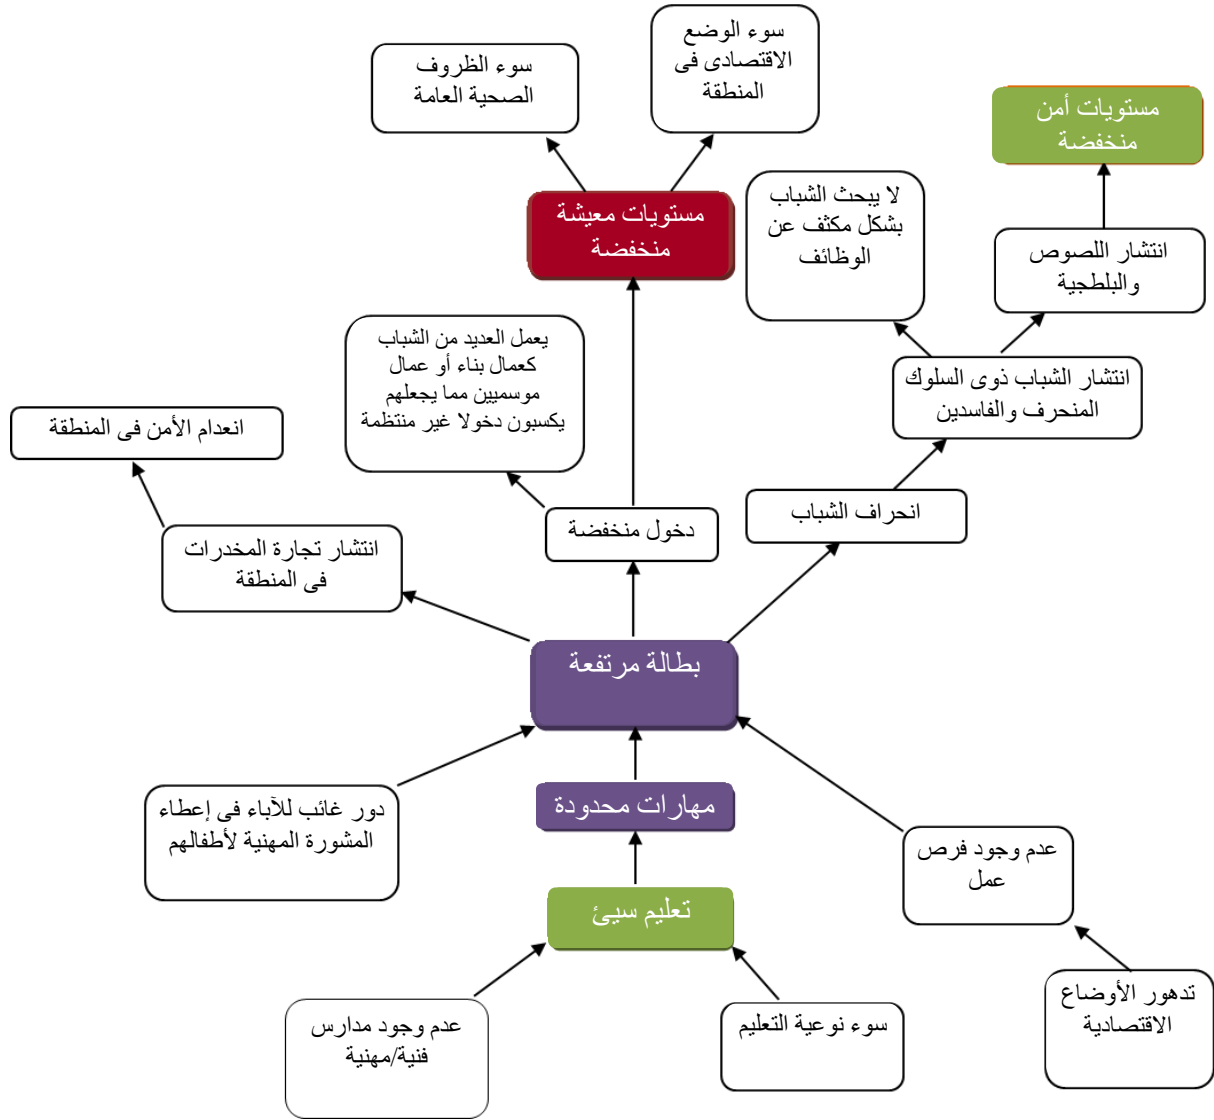 سوء الوضع
الاقتصادى فى
المنطقة
سوء الظروف
الصحية العامة
مستويات أمن
منخفضة
لا يبحث الشباب
بشكل مكثف عن
الوظائف
مستويات معيشة
منخفضة
انتشار اللصوص
والبلطجية
يعمل العديد من الشباب
كعمال بناء أو عمال
موسميين مما يجعلهم
يكسبون دخولا غير منتظمة
انتشار الشباب ذوى السلوك
المنحرف والفاسدين
انعدام الأمن فى المنطقة
انحراف الشباب
دخول منخفضة
انتشار تجارة المخدرات
فى المنطقة
بطالة مرتفعة
مهارات محدودة
دور غائب للآباء فى إعطاء
المشورة المهنية لأطفالهم
عدم وجود فرص
عمل
تعليم سيئ
تدهور الأوضاع
الاقتصادية
سوء نوعية التعليم
عدم وجود مدارس
فنية/مهنية